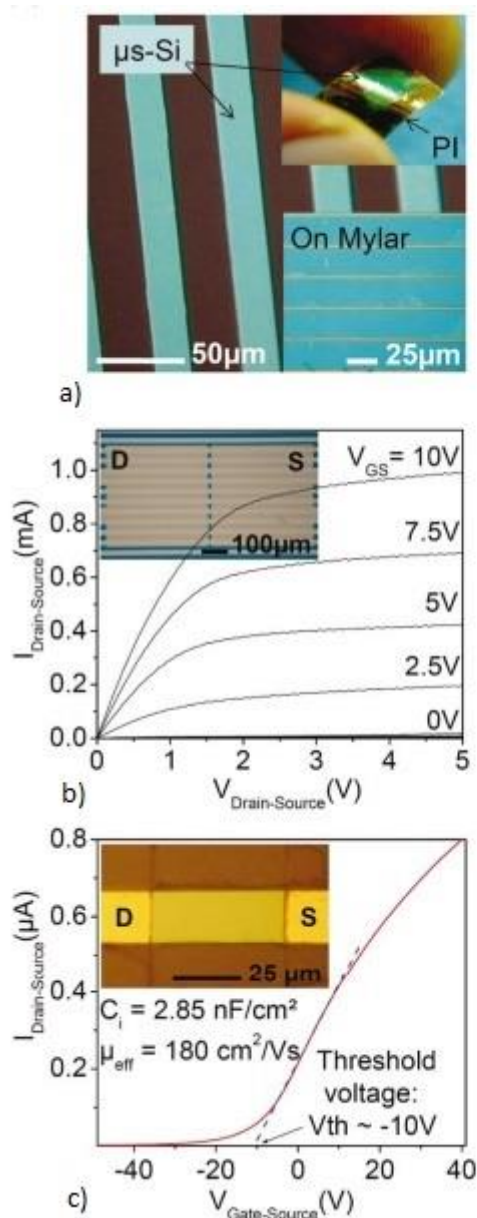 µs-Si
PI
On Mylar
50µm
25µm
a)
D S
100µm
V_GS = 10V
7.5V
5V
2.5V
0V
1.0
0.8
0.6
0.4
0.2
0.0
I_Drain-Source(mA)
0 1 2 3 4 5
V_Drain-Source(V)
b)
0.8
0.6
0.4
0.2
I_Drain-Source(µA)
D S
25 µm
C_i = 2.85 nF/cm²
µ_eff = 180 cm²/Vs
Threshold
voltage:
Vth ~ -10V
-40 -20 0 20 40
V_Gate-Source(V)
c)